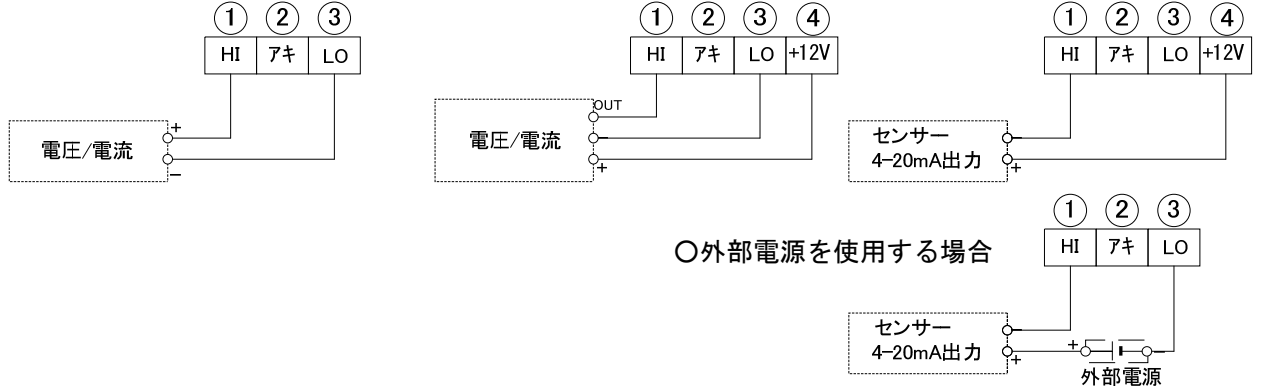 ① ② ③
HI アキ LO
電圧/電流
+
−
① ② ③ ④
HI アキ LO +12V
電圧/電流
OUT
−
+
① ② ③ ④
HI アキ LO +12V
センサー
4−20mA出力
−
+
〇外部電源を使用する場合
① ② ③
HI アキ LO
センサー
4−20mA出力
−
+
+ −
外部電源